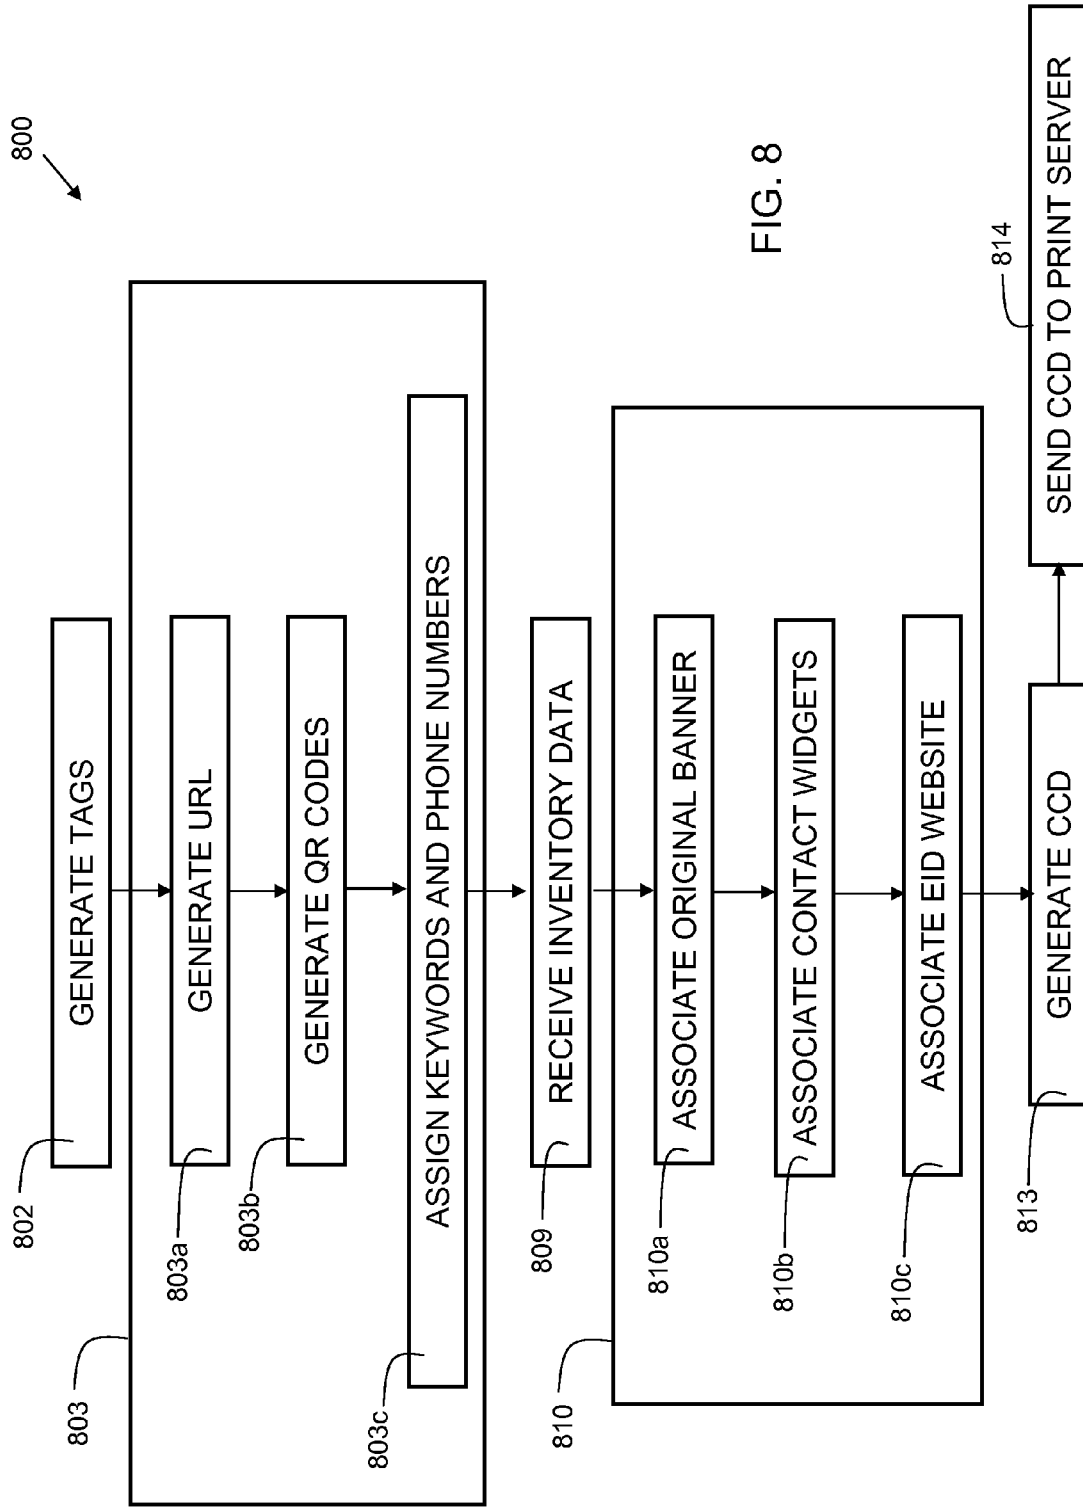 800
GENERATE TAGS
802
803
GENERATE URL
803a
GENERATE QR CODES
803b
ASSIGN KEYWORDS AND PHONE NUMBERS
803c
RECEIVE INVENTORY DATA
809
810
ASSOCIATE ORIGINAL BANNER
810a
ASSOCIATE CONTACT WIDGETS
810b
ASSOCIATE EID WEBSITE
810c
GENERATE CCD
813
SEND CCD TO PRINT SERVER
814
FIG. 8